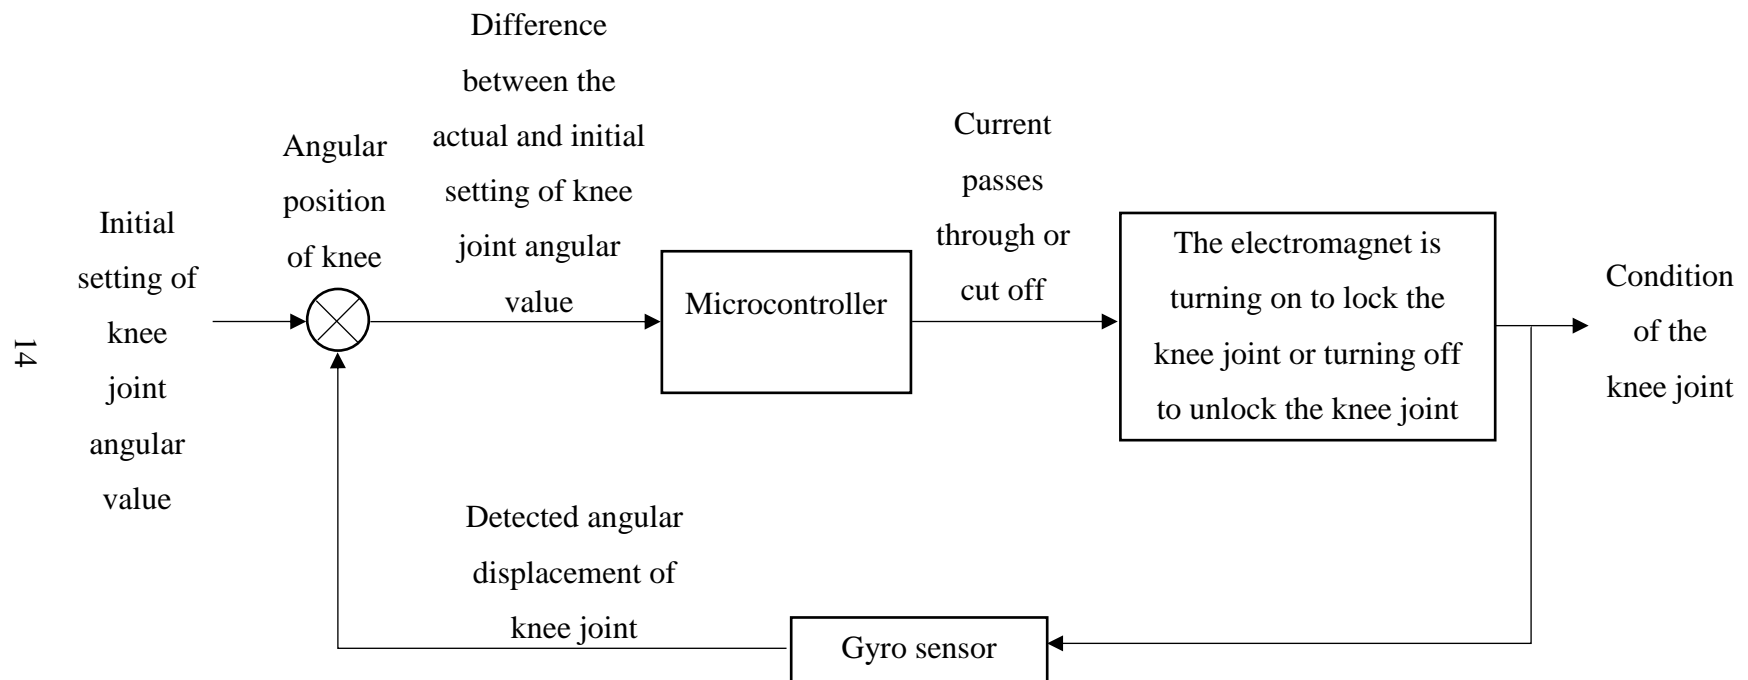 Difference
between the
actual and initial
setting of knee
joint angular
value
Angular
position
of knee
Initial
setting of
knee
joint
angular
value
Microcontroller
Current
passes
through or
cut off
The electromagnet is
turning on to lock the
knee joint or turning off
to unlock the knee joint
Condition
of the
knee joint
Detected angular
displacement of
knee joint
Gyro sensor
14